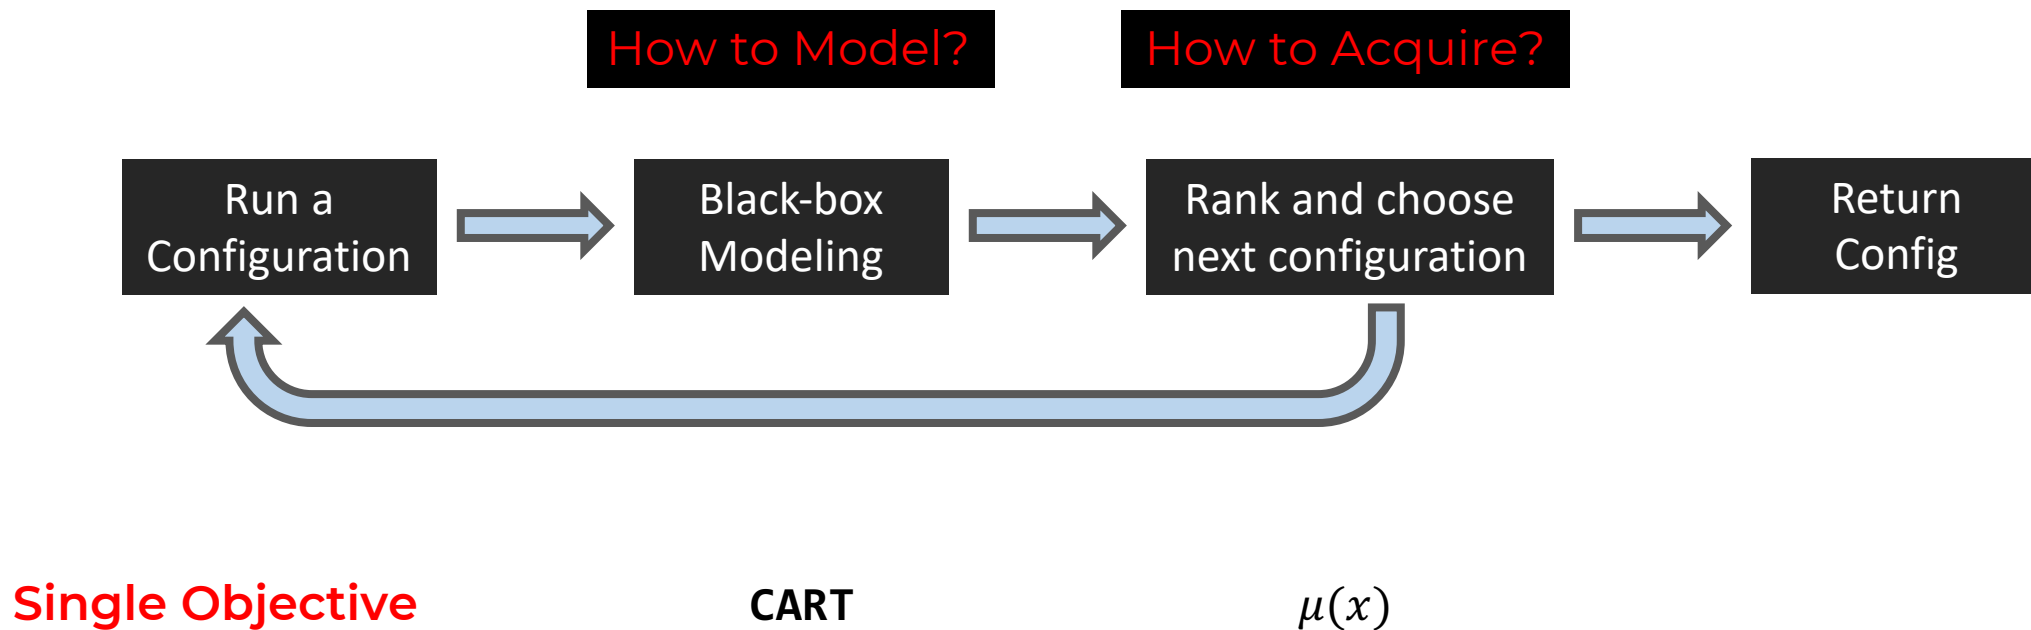 How to Model?
How to Acquire?
Run a
Configuration
Black-box
Modeling
Rank and choose
next configuration
Return
Config
Single Objective
CART
μ(x)